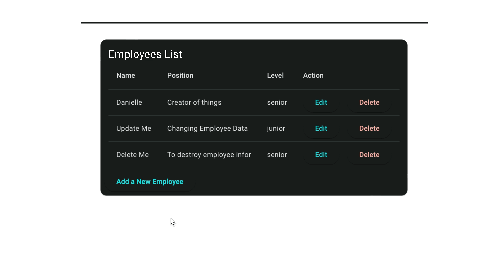 Employees List
Name Position Level Action
Danielle Creator of things senior Edit Delete
Update Me Changing Employee Data junior Edit Delete
Delete Me To destroy employee infor senior Edit Delete
Add a New Employee